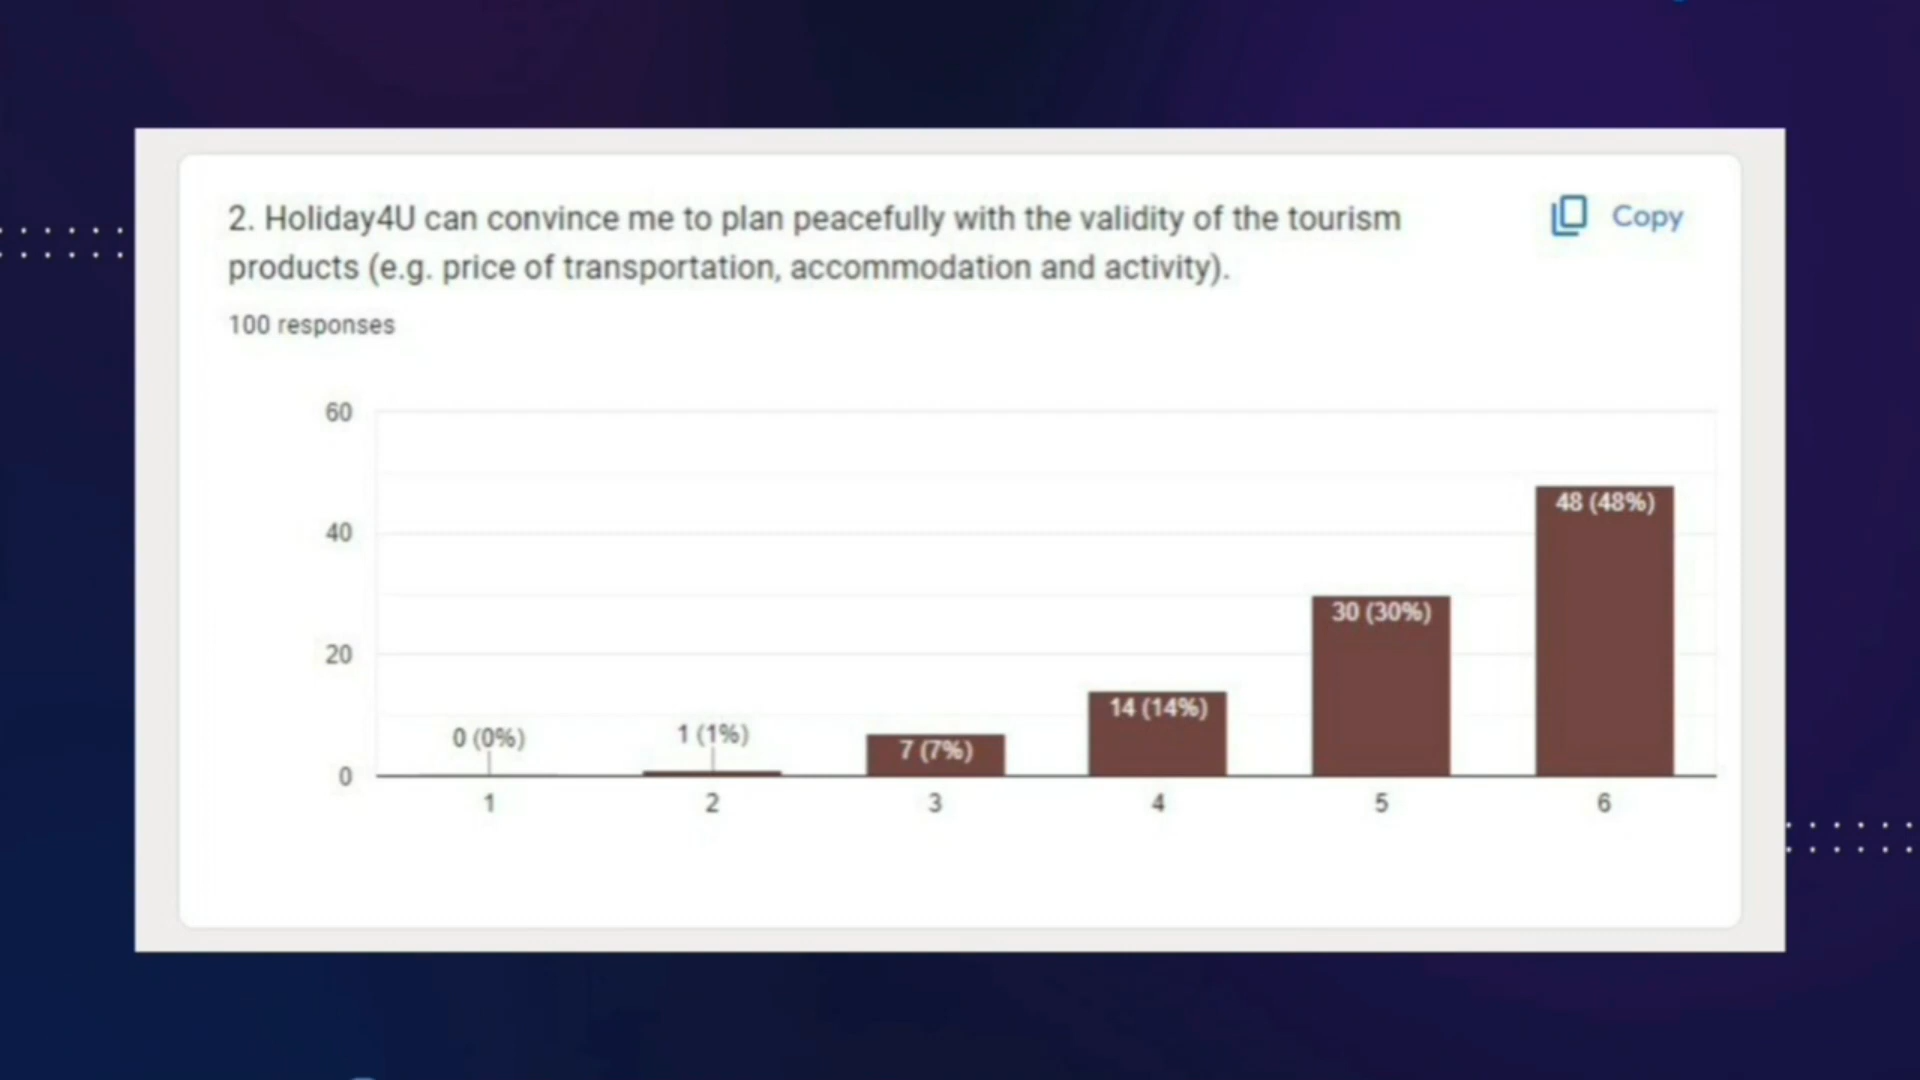 2. Holiday4U can convince me to plan peacefully with the validity of the tourism
products (e.g. price of transportation, accommodation and activity).
Copy
100 responses
60
40
20
0
0 (0%)
1 (1%)
7 (7%)
14 (14%)
30 (30%)
48 (48%)
1 2 3 4 5 6